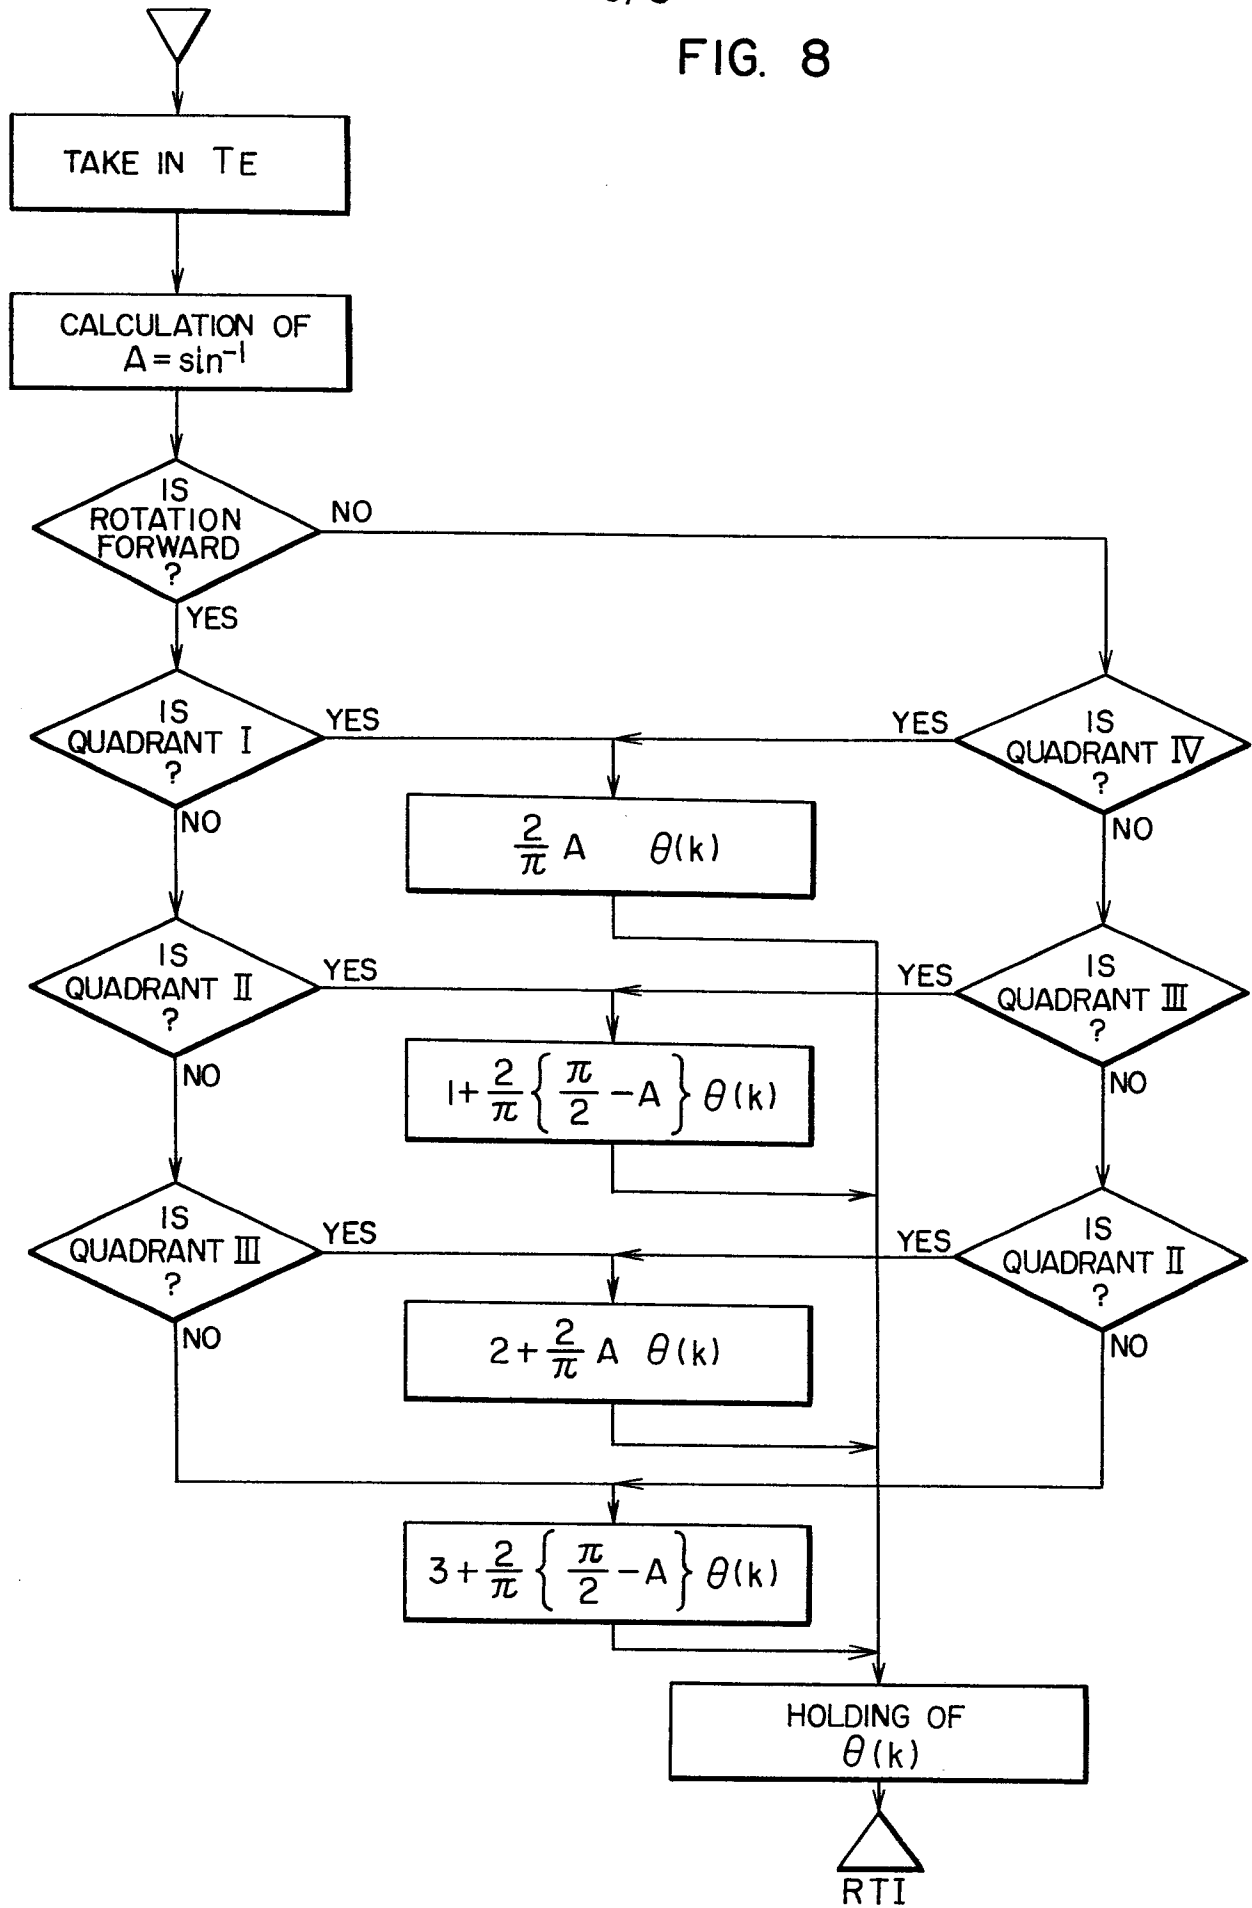 FIG. 8
TAKE IN TE
CALCULATION OF
A = sin⁻¹
IS
ROTATION
FORWARD
?
NO
YES
IS
QUADRANT I
?
YES
NO
YES
IS
QUADRANT IV
?
NO
2/π A θ(k)
IS
QUADRANT II
?
YES
NO
YES
IS
QUADRANT III
?
NO
1+2/π{π/2−A}θ(k)
IS
QUADRANT III
?
YES
NO
YES
IS
QUADRANT II
?
NO
2+2/π A θ(k)
3+2/π{π/2−A}θ(k)
HOLDING OF
θ(k)
RTI